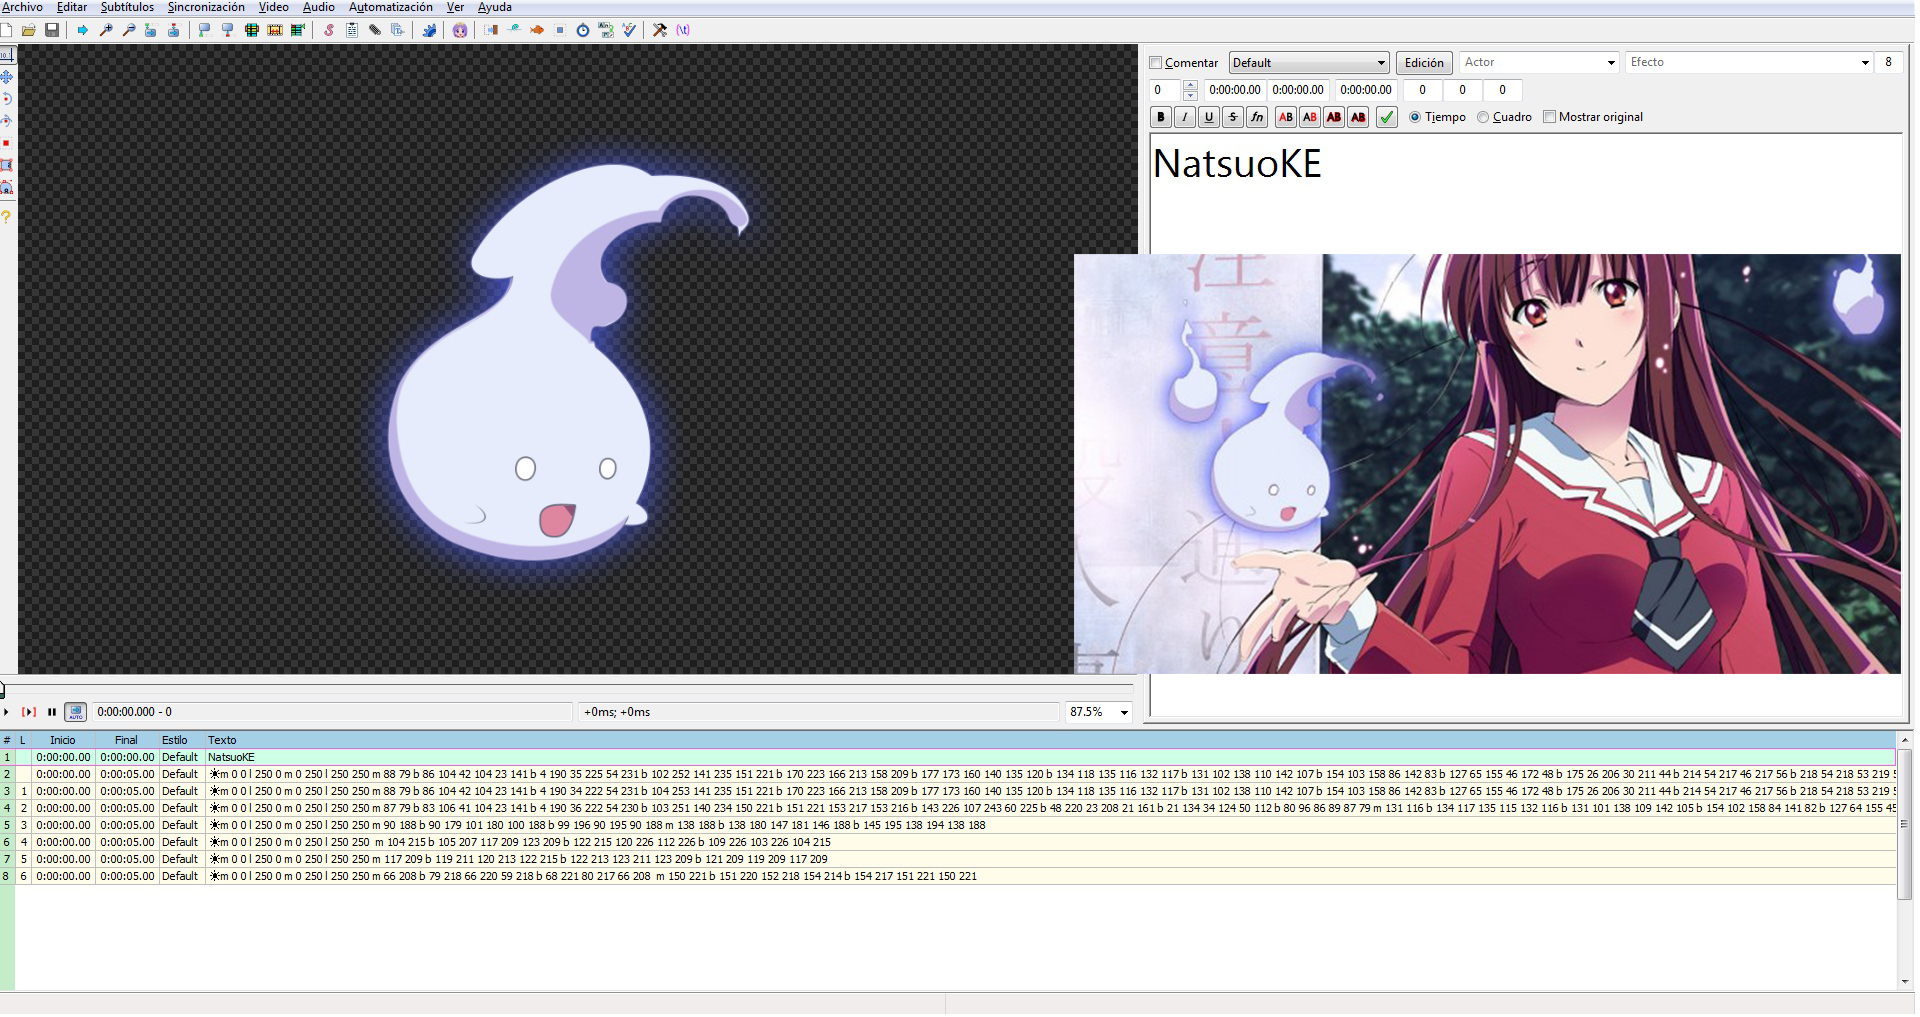 Archivo Editar Subtítulos Sincronización Video Audio Automatización Ver Ayuda
Comentar Default Edición Actor Efecto 8
0 0:00:00.00 0:00:00.00 0:00:00.00 0 0 0
B I U S fn AB AB AB AB Tiempo Cuadro Mostrar original
NatsuoKE
注意
通り
0:00:00.000 - 0 +0ms; +0ms 87.5%
# L Inicio Final Estilo Texto
1 0:00:00.00 0:00:00.00 Default NatsuoKE
2 0:00:00.00 0:00:05.00 Default ☀m 0 0 l 250 0 m 0 250 l 250 250 m 88 79 b 86 104 42 104 23 141 b 4 190 35 225 54 231 b 102 252 141 235 151 221 b 170 223 166 213 158 209 b 177 173 160 140 135 120 b 134 118 135 116 132 117 b 131 102 138 110 142 107 b 154 103 158 86 142 83 b 127 65 155 46 172 48 b 175 26 206 30 211 44 b 214 54 217 46 217 56 b 218 54 218 53 219 5
3 1 0:00:00.00 0:00:05.00 Default ☀m 0 0 l 250 0 m 0 250 l 250 250 m 88 79 b 86 104 42 104 23 141 b 4 190 36 222 54 231 b 102 252 141 235 151 221 b 170 223 166 213 158 209 b 177 173 160 140 135 120 b 134 118 135 116 132 117 b 131 102 138 110 142 107 b 154 103 158 86 142 83 b 127 65 155 46 172 48 b 175 26 206 30 211 44 b 214 54 217 46 217 56 b 218 54 218 53 219 5
4 2 0:00:00.00 0:00:05.00 Default ☀m 0 0 l 250 0 m 0 250 l 250 250 m 87 79 b 83 106 41 104 23 141 b 4 190 36 222 54 230 b 103 251 140 234 150 221 b 151 221 153 217 153 216 b 143 226 107 243 60 225 b 48 220 23 208 21 161 b 21 134 34 124 50 112 b 80 96 86 89 87 79 m 131 116 b 134 117 135 115 132 116 b 131 101 138 109 142 105 b 154 102 158 84 141 82 b 127 64 155 45
5 3 0:00:00.00 0:00:05.00 Default ☀m 0 0 l 250 0 m 0 250 l 250 250 m 90 188 b 90 179 101 180 100 188 b 99 196 90 195 90 188 m 138 188 b 138 180 147 181 146 188 b 145 195 138 194 138 188
6 4 0:00:00.00 0:00:05.00 Default ☀m 0 0 l 250 0 m 0 250 l 250 250 m 104 215 b 105 207 117 209 123 209 b 122 215 120 226 112 226 b 109 226 103 226 104 215
7 5 0:00:00.00 0:00:05.00 Default ☀m 0 0 l 250 0 m 0 250 l 250 250 m 117 209 b 119 211 120 213 122 215 b 122 213 123 211 123 209 b 121 209 119 209 117 209
8 6 0:00:00.00 0:00:05.00 Default ☀m 0 0 l 250 0 m 0 250 l 250 250 m 66 208 b 79 218 66 220 59 218 b 68 221 80 217 66 208 m 150 221 b 151 220 152 218 154 214 b 154 217 151 221 150 221